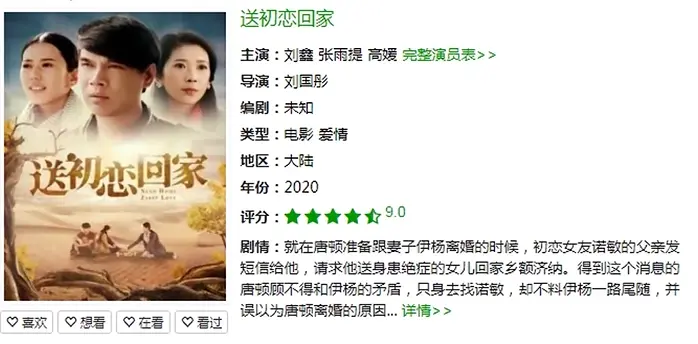 送初恋回家
主演：刘鑫 张雨提 高媛 完整演员表>>
导演：刘国彤
编剧：未知
类型：电影 爱情
地区：大陆
年份：2020
评分：9.0
剧情：就在唐顿准备跟妻子伊杨离婚的时候，初恋女友诺敏的父亲发
短信给他，请求他送身患绝症的女儿回家乡额济纳。得到这个消息的
唐顿顾不得和伊杨的矛盾，只身去找诺敏，却不料伊杨一路尾随，并
误以为唐顿离婚的原因... 详情>>
送初恋回家
SEND HOME
FIRST LOVE
喜欢 想看 在看 看过